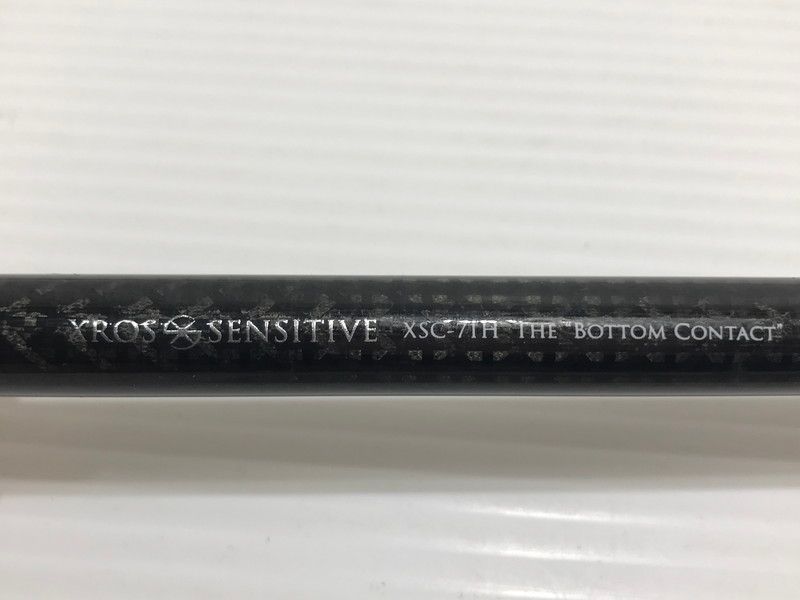 XROS SENSITIVE XSC-71H THE "BOTTOM CONTACT"